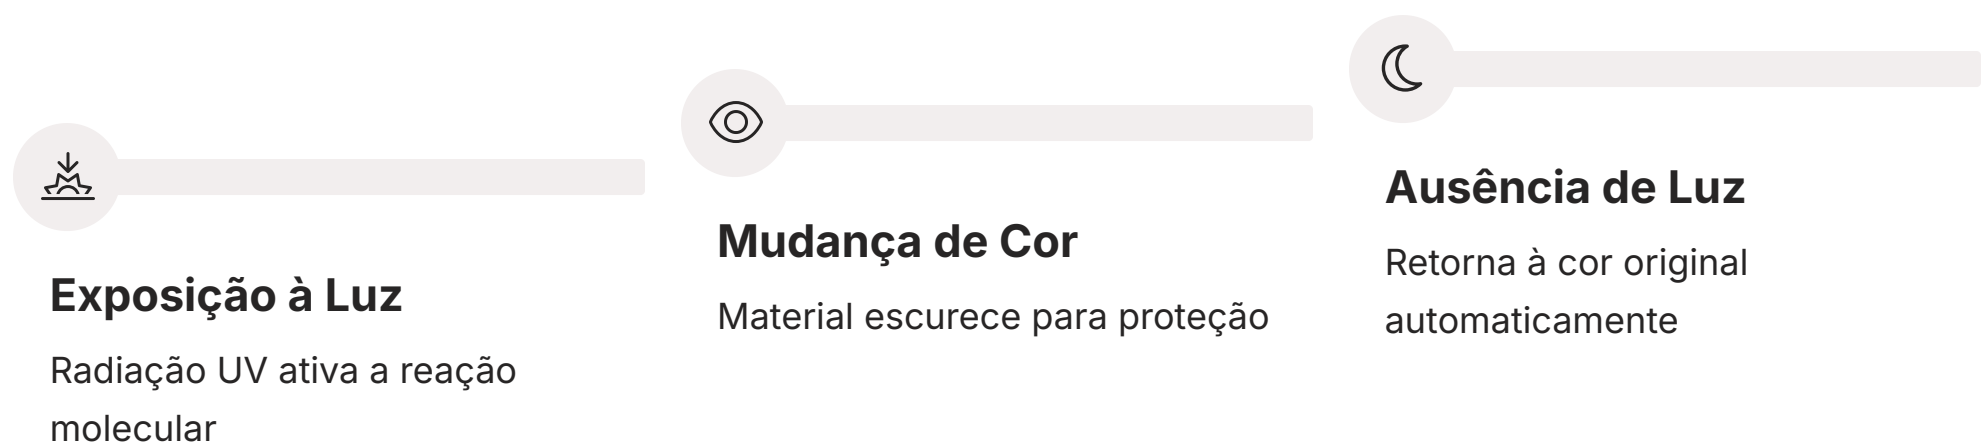 Exposição à Luz
Radiação UV ativa a reação
molecular
Mudança de Cor
Material escurece para proteção
Ausência de Luz
Retorna à cor original
automaticamente